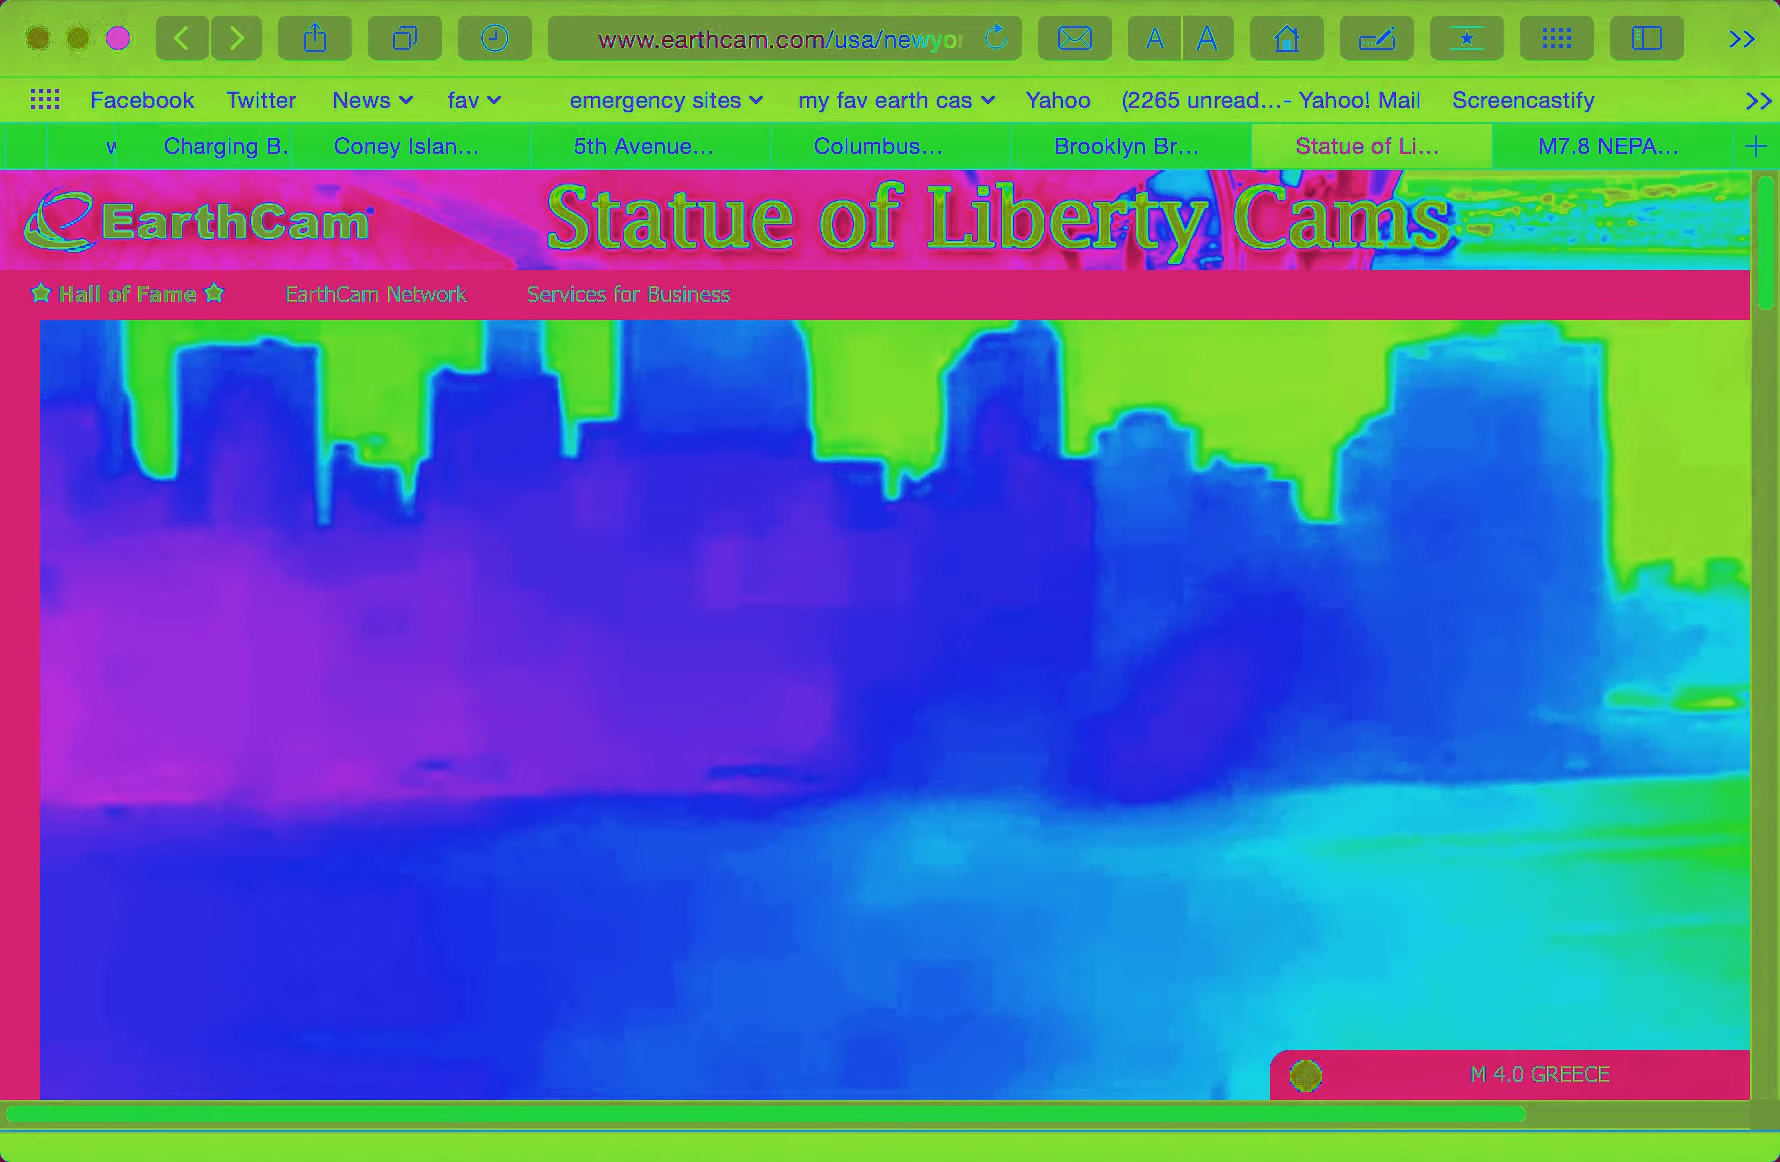 www.earthcam.com/usa/newyor
A A
Facebook Twitter News fav emergency sites my fav earth cas Yahoo (2265 unread...- Yahoo! Mail Screencastify
Charging B. Coney Islan... 5th Avenue... Columbus... Brooklyn Br... Statue of Li... M7.8 NEPA...
EarthCam Statue of Liberty Cams
Hall of Fame EarthCam Network Services for Business
M 4.0 GREECE